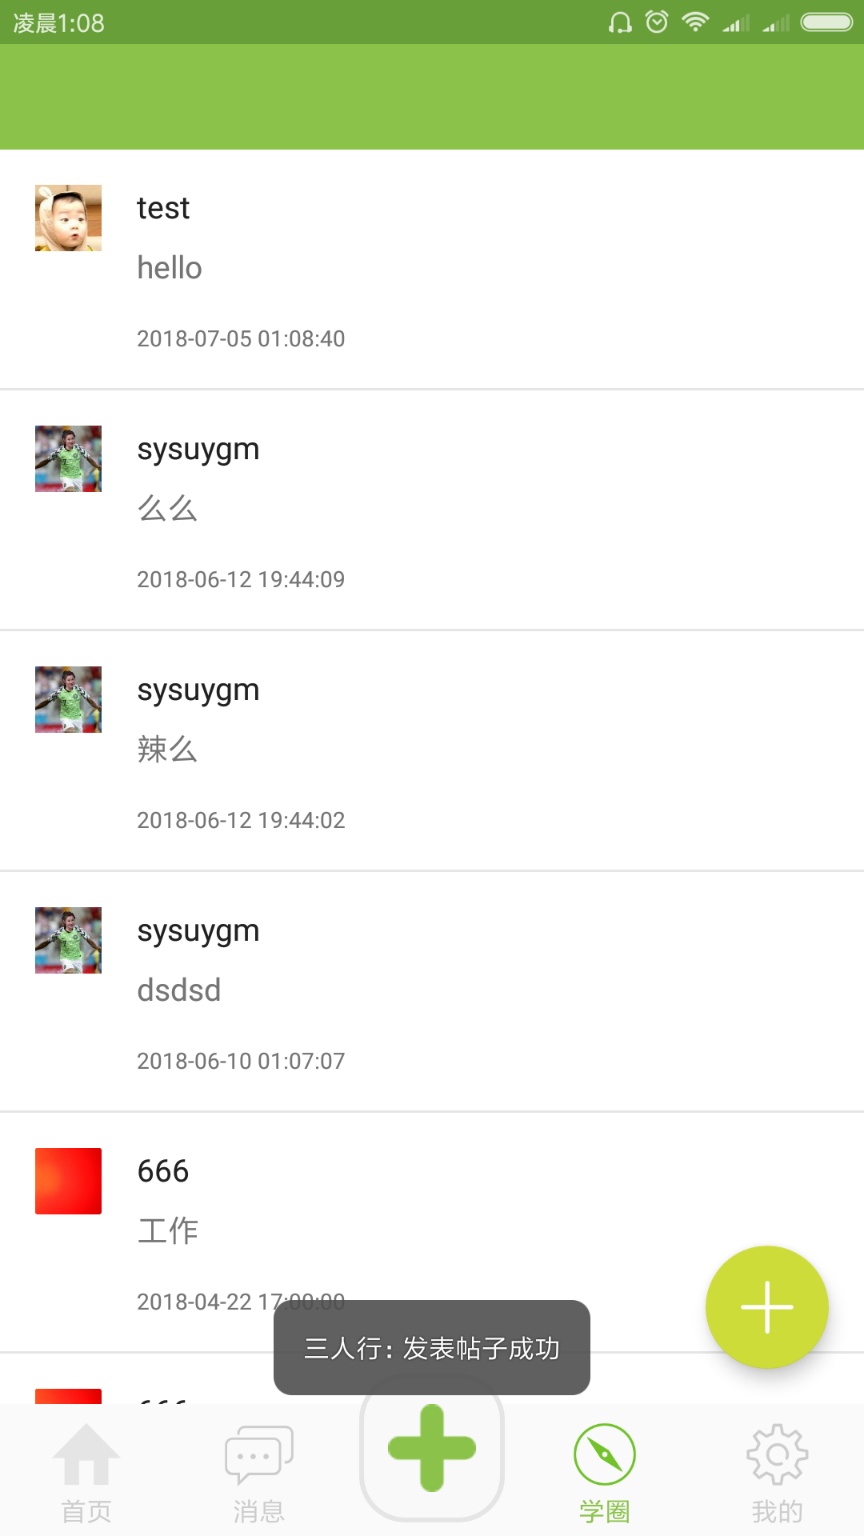 凌晨1:08
test
hello
2018-07-05 01:08:40
sysuygm
么么
2018-06-12 19:44:09
sysuygm
辣么
2018-06-12 19:44:02
sysuygm
dsdsd
2018-06-10 01:07:07
666
工作
2018-04-22 17:00:00
三人行: 发表帖子成功
666
首页
消息
学圈
我的